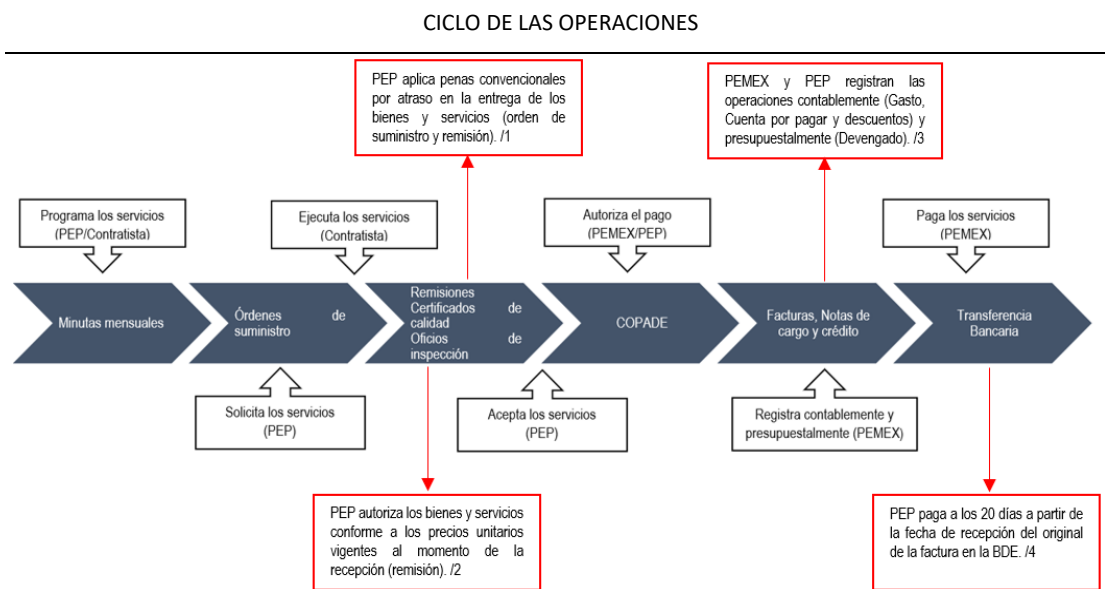 CICLO DE LAS OPERACIONES
PEP aplica penas convencionales
por atraso en la entrega de los
bienes y servicios (orden de
suministro y remisión). /1
PEMEX y PEP registran las
operaciones contablemente (Gasto,
Cuenta por pagar y descuentos) y
presupuestalmente (Devengado). /3
Programa los servicios
(PEP/Contratista)
Ejecuta los servicios
(Contratista)
Autoriza el pago
(PEMEX/PEP)
Paga los servicios
(PEMEX)
Minutas mensuales
Órdenes de
suministro
Remisiones
Certificados de
calidad
Oficios de
inspección
COPADE
Facturas, Notas de
cargo y crédito
Transferencia
Bancaria
Solicita los servicios
(PEP)
Acepta los servicios
(PEP)
Registra contablemente y
presupuestalmente (PEMEX)
PEP autoriza los bienes y servicios
conforme a los precios unitarios
vigentes al momento de la
recepción (remisión). /2
PEP paga a los 20 días a partir de
la fecha de recepción del original
de la factura en la BDE. /4